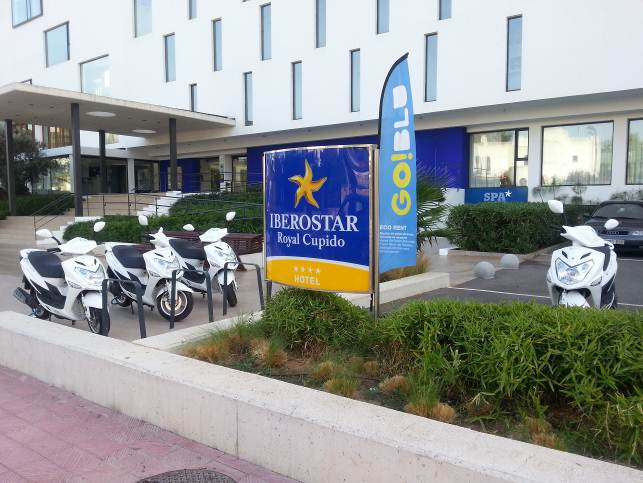 IBEROSTAR
Royal Cupido
★★★★
HOTEL
GO!BLU
ECO RENT
SPA★